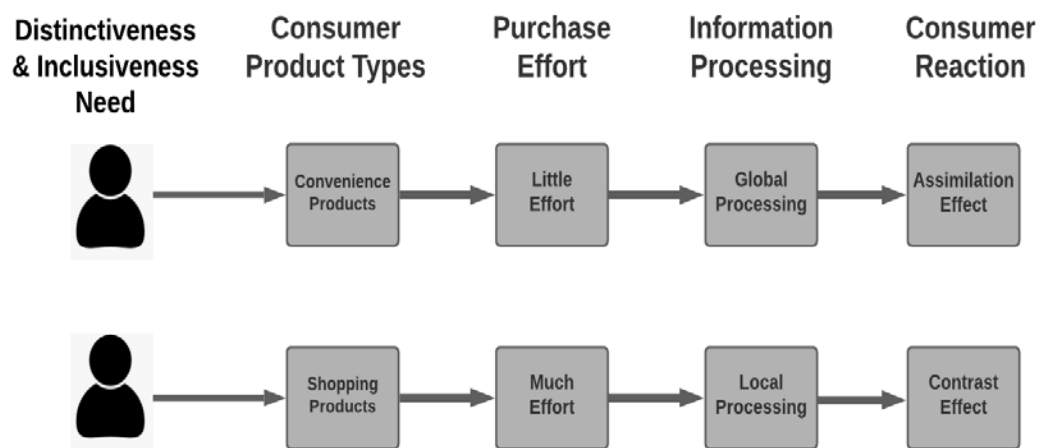 Distinctiveness
& Inclusiveness
Need
Consumer
Product Types
Purchase
Effort
Information
Processing
Consumer
Reaction
Convenience
Products
Little
Effort
Global
Processing
Assimilation
Effect
Shopping
Products
Much
Effort
Local
Processing
Contrast
Effect